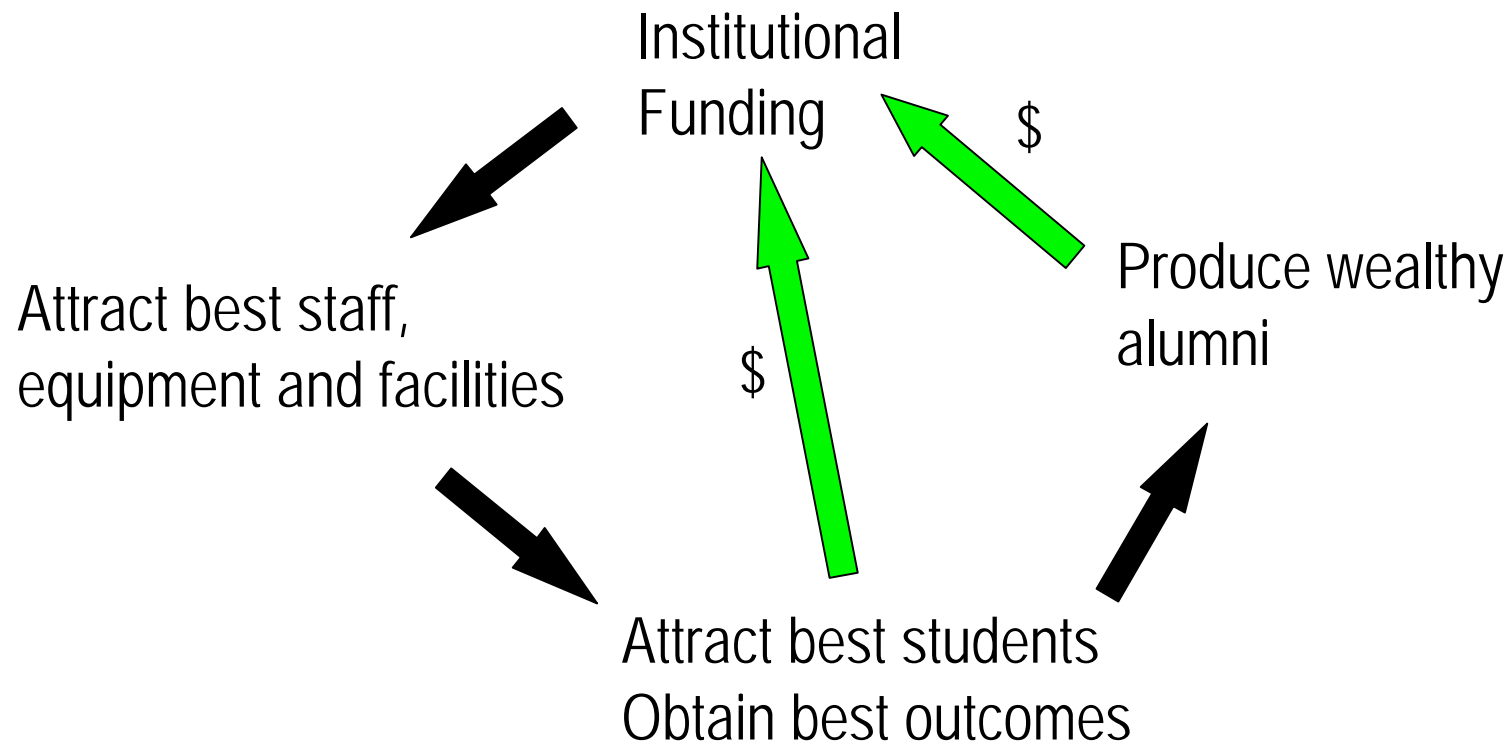 Institutional
Funding
$
Produce wealthy
alumni
Attract best staff,
equipment and facilities
$
Attract best students
Obtain best outcomes